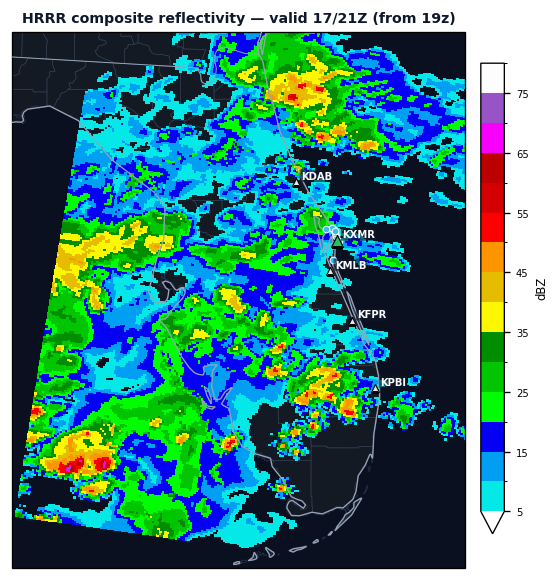 HRRR composite reflectivity — valid 17/21Z (from 19z)
KDAB
KXMR
KMLB
KFPR
KPBI
75
65
55
45
35
25
15
5
dBZ